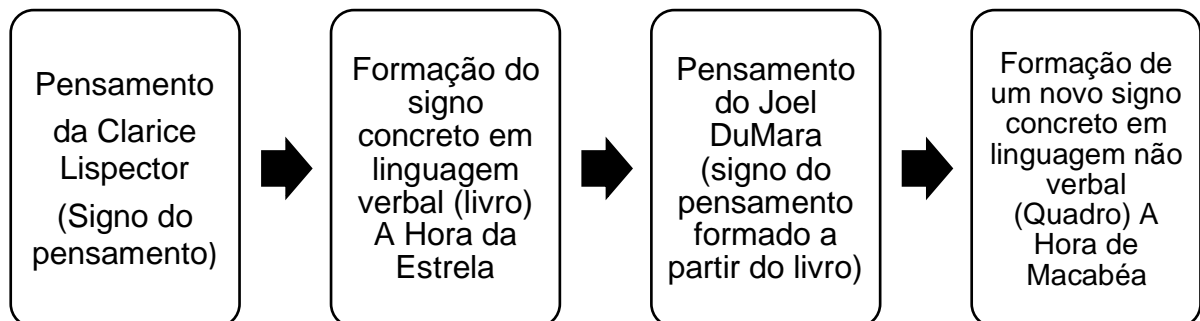 Pensamento
da Clarice
Lispector
(Signo do
pensamento)
Formação do
signo
concreto em
linguagem
verbal (livro)
A Hora da
Estrela
Pensamento
do Joel
DuMara
(signo do
pensamento
formado a
partir do livro)
Formação de
um novo signo
concreto em
linguagem não
verbal
(Quadro) A
Hora de
Macabéa